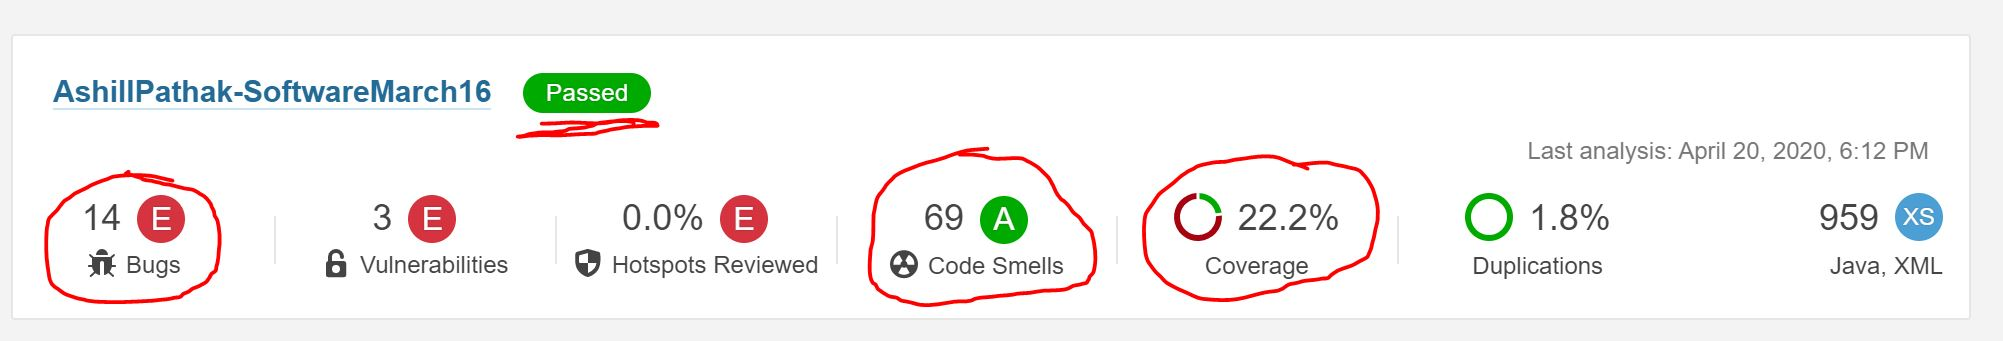 AshillPathak-SoftwareMarch16 Passed
Last analysis: April 20, 2020, 6:12 PM
14 E 3 E 0.0% E 69 A 22.2% 1.8% 959 XS
Bugs Vulnerabilities Hotspots Reviewed Code Smells Coverage Duplications Java, XML